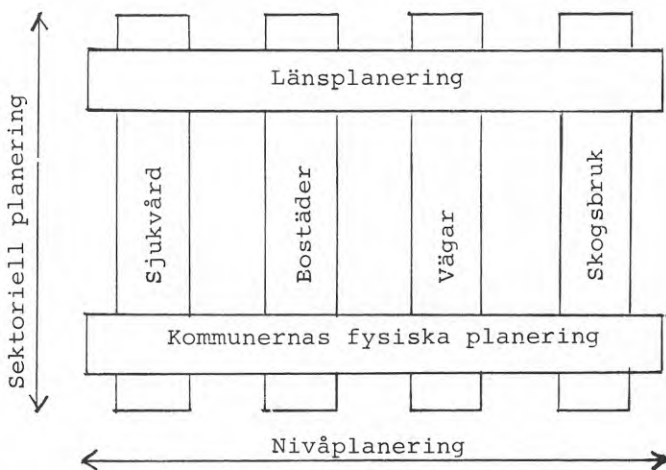 Sektoriell planering
Länsplanering
Sjukvård
Bostäder
Vägar
Skogsbruk
Kommunernas fysiska planering
Nivåplanering